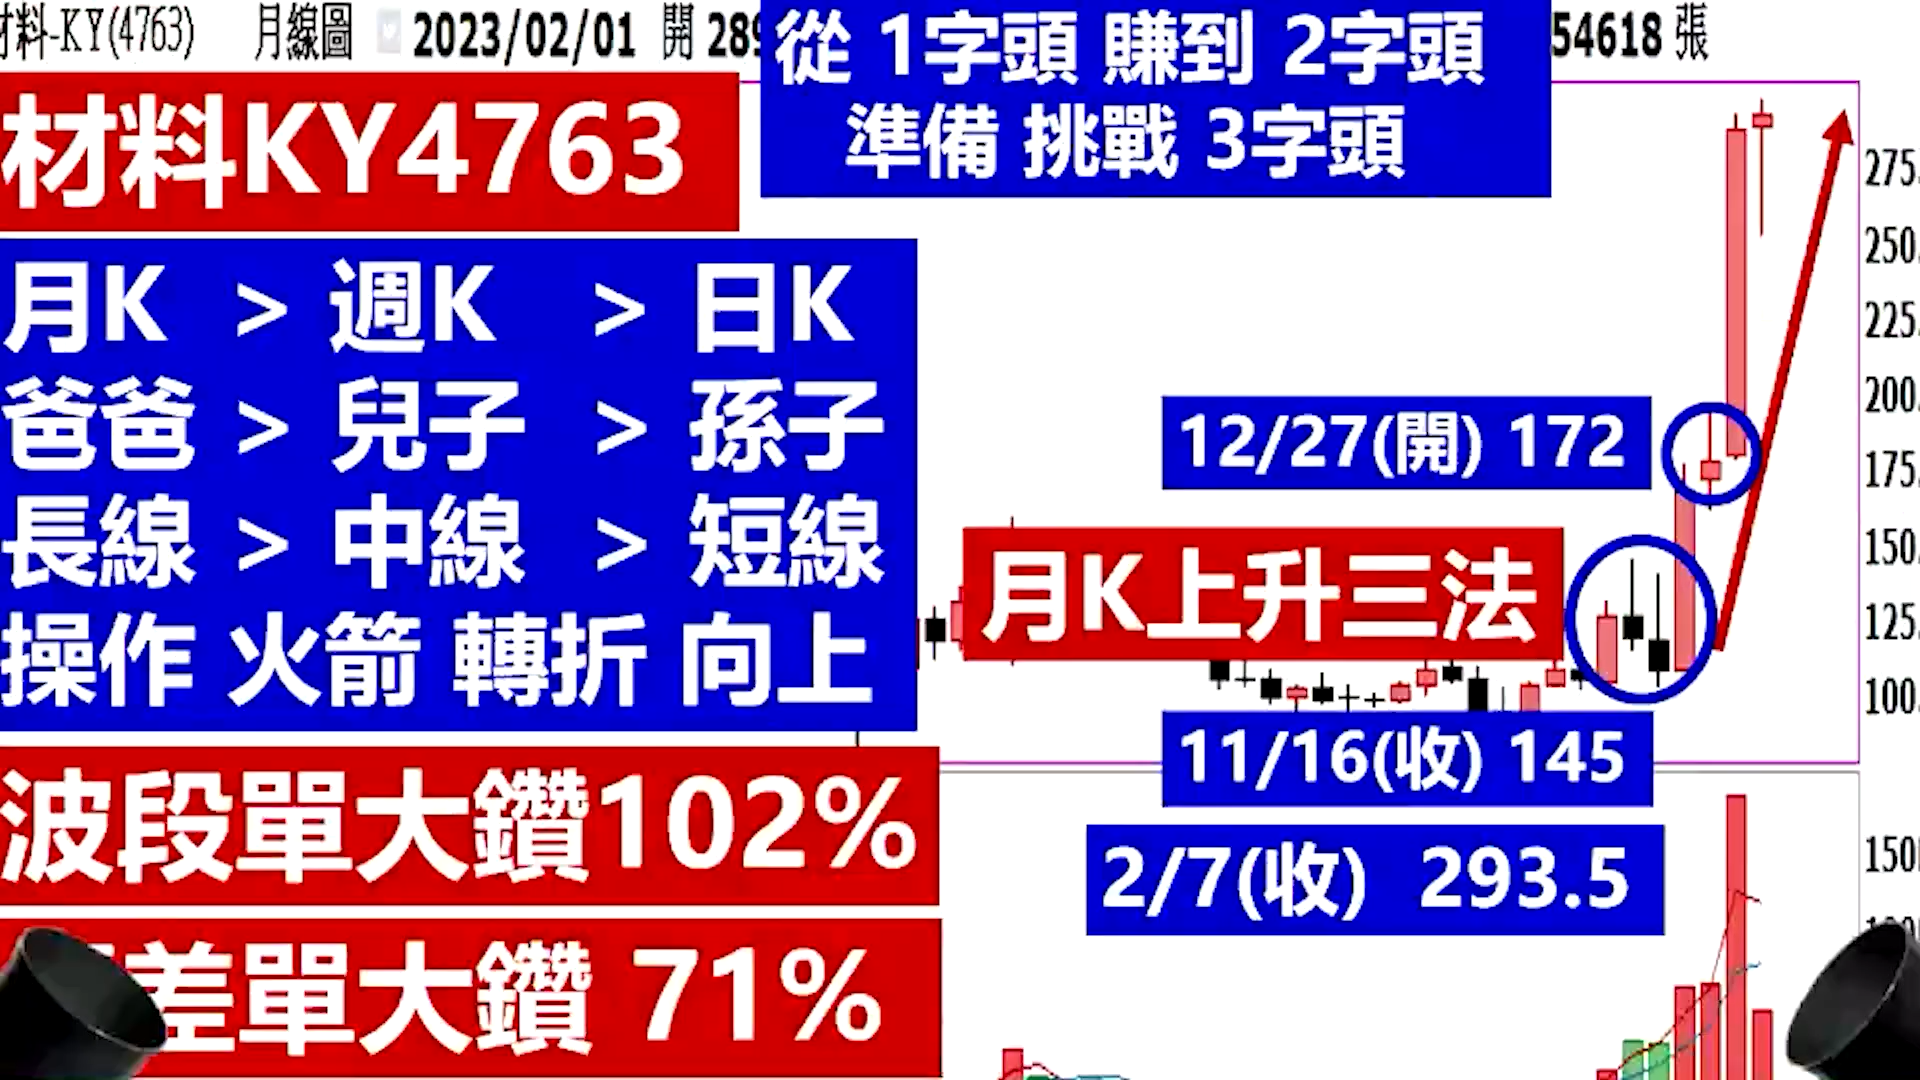 料-KY(4763) 月線圖 2023/02/01 開 289 54618 張
從 1字頭 賺到 2字頭
準備 挑戰 3字頭
材料KY4763
月K > 週K > 日K
爸爸 > 兒子 > 孫子
長線 > 中線 > 短線
操作 火箭 轉折 向上
波段單大鑽102%
差單大鑽 71%
12/27(開) 172
月K上升三法
11/16(收) 145
2/7(收) 293.5
275.
250.
225.
200.
175.
150.
125.
100.
150